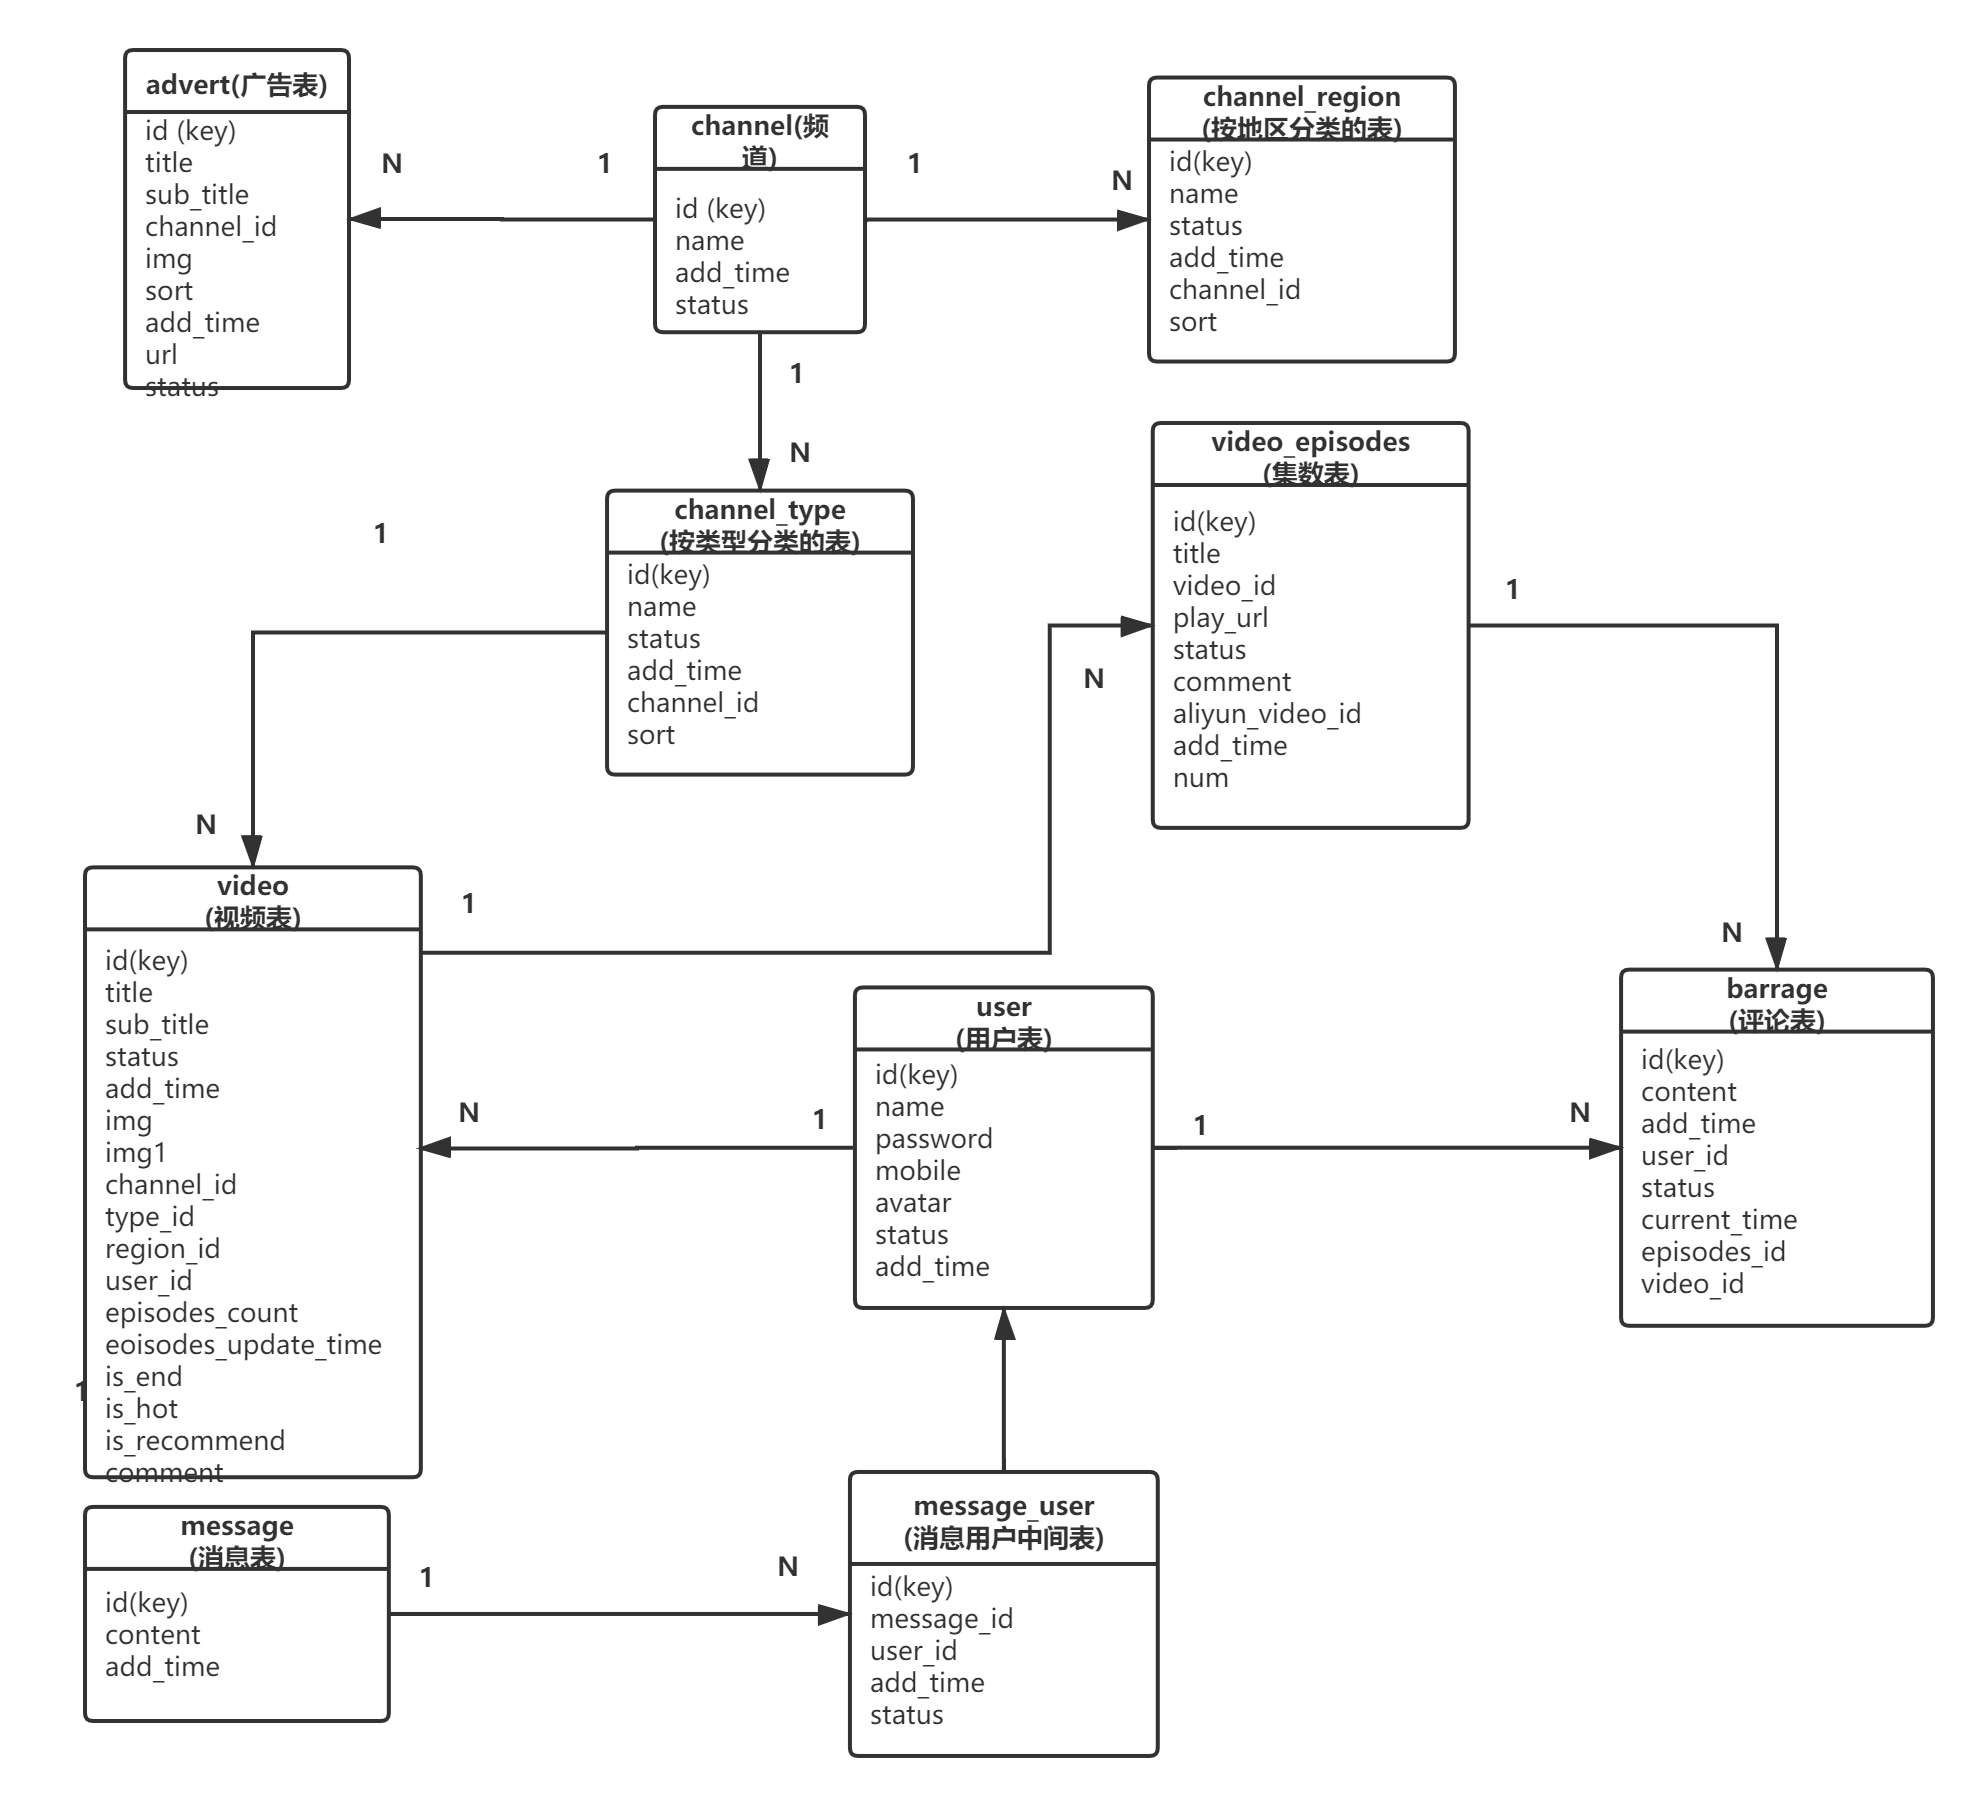 advert(广告表)
id (key)
title
sub_title
channel_id
img
sort
add_time
url
status
N
1
channel(频
道)
id (key)
name
add_time
status
1
N
channel_region
(按地区分类的表)
id(key)
name
status
add_time
channel_id
sort
1
N
1
channel_type
(按类型分类的表)
id(key)
name
status
add_time
channel_id
sort
video_episodes
(集数表)
id(key)
title
video_id
play_url
status
comment
aliyun_video_id
add_time
num
1
N
N
1
N
video
(视频表)
id(key)
title
sub_title
status
add_time
img
img1
channel_id
type_id
region_id
user_id
episodes_count
eoisodes_update_time
is_end
is_hot
is_recommend
comment
1
N
1
user
(用户表)
id(key)
name
password
mobile
avatar
status
add_time
1
N
barrage
(评论表)
id(key)
content
add_time
user_id
status
current_time
episodes_id
video_id
message
(消息表)
id(key)
content
add_time
1
N
message_user
(消息用户中间表)
id(key)
message_id
user_id
add_time
status